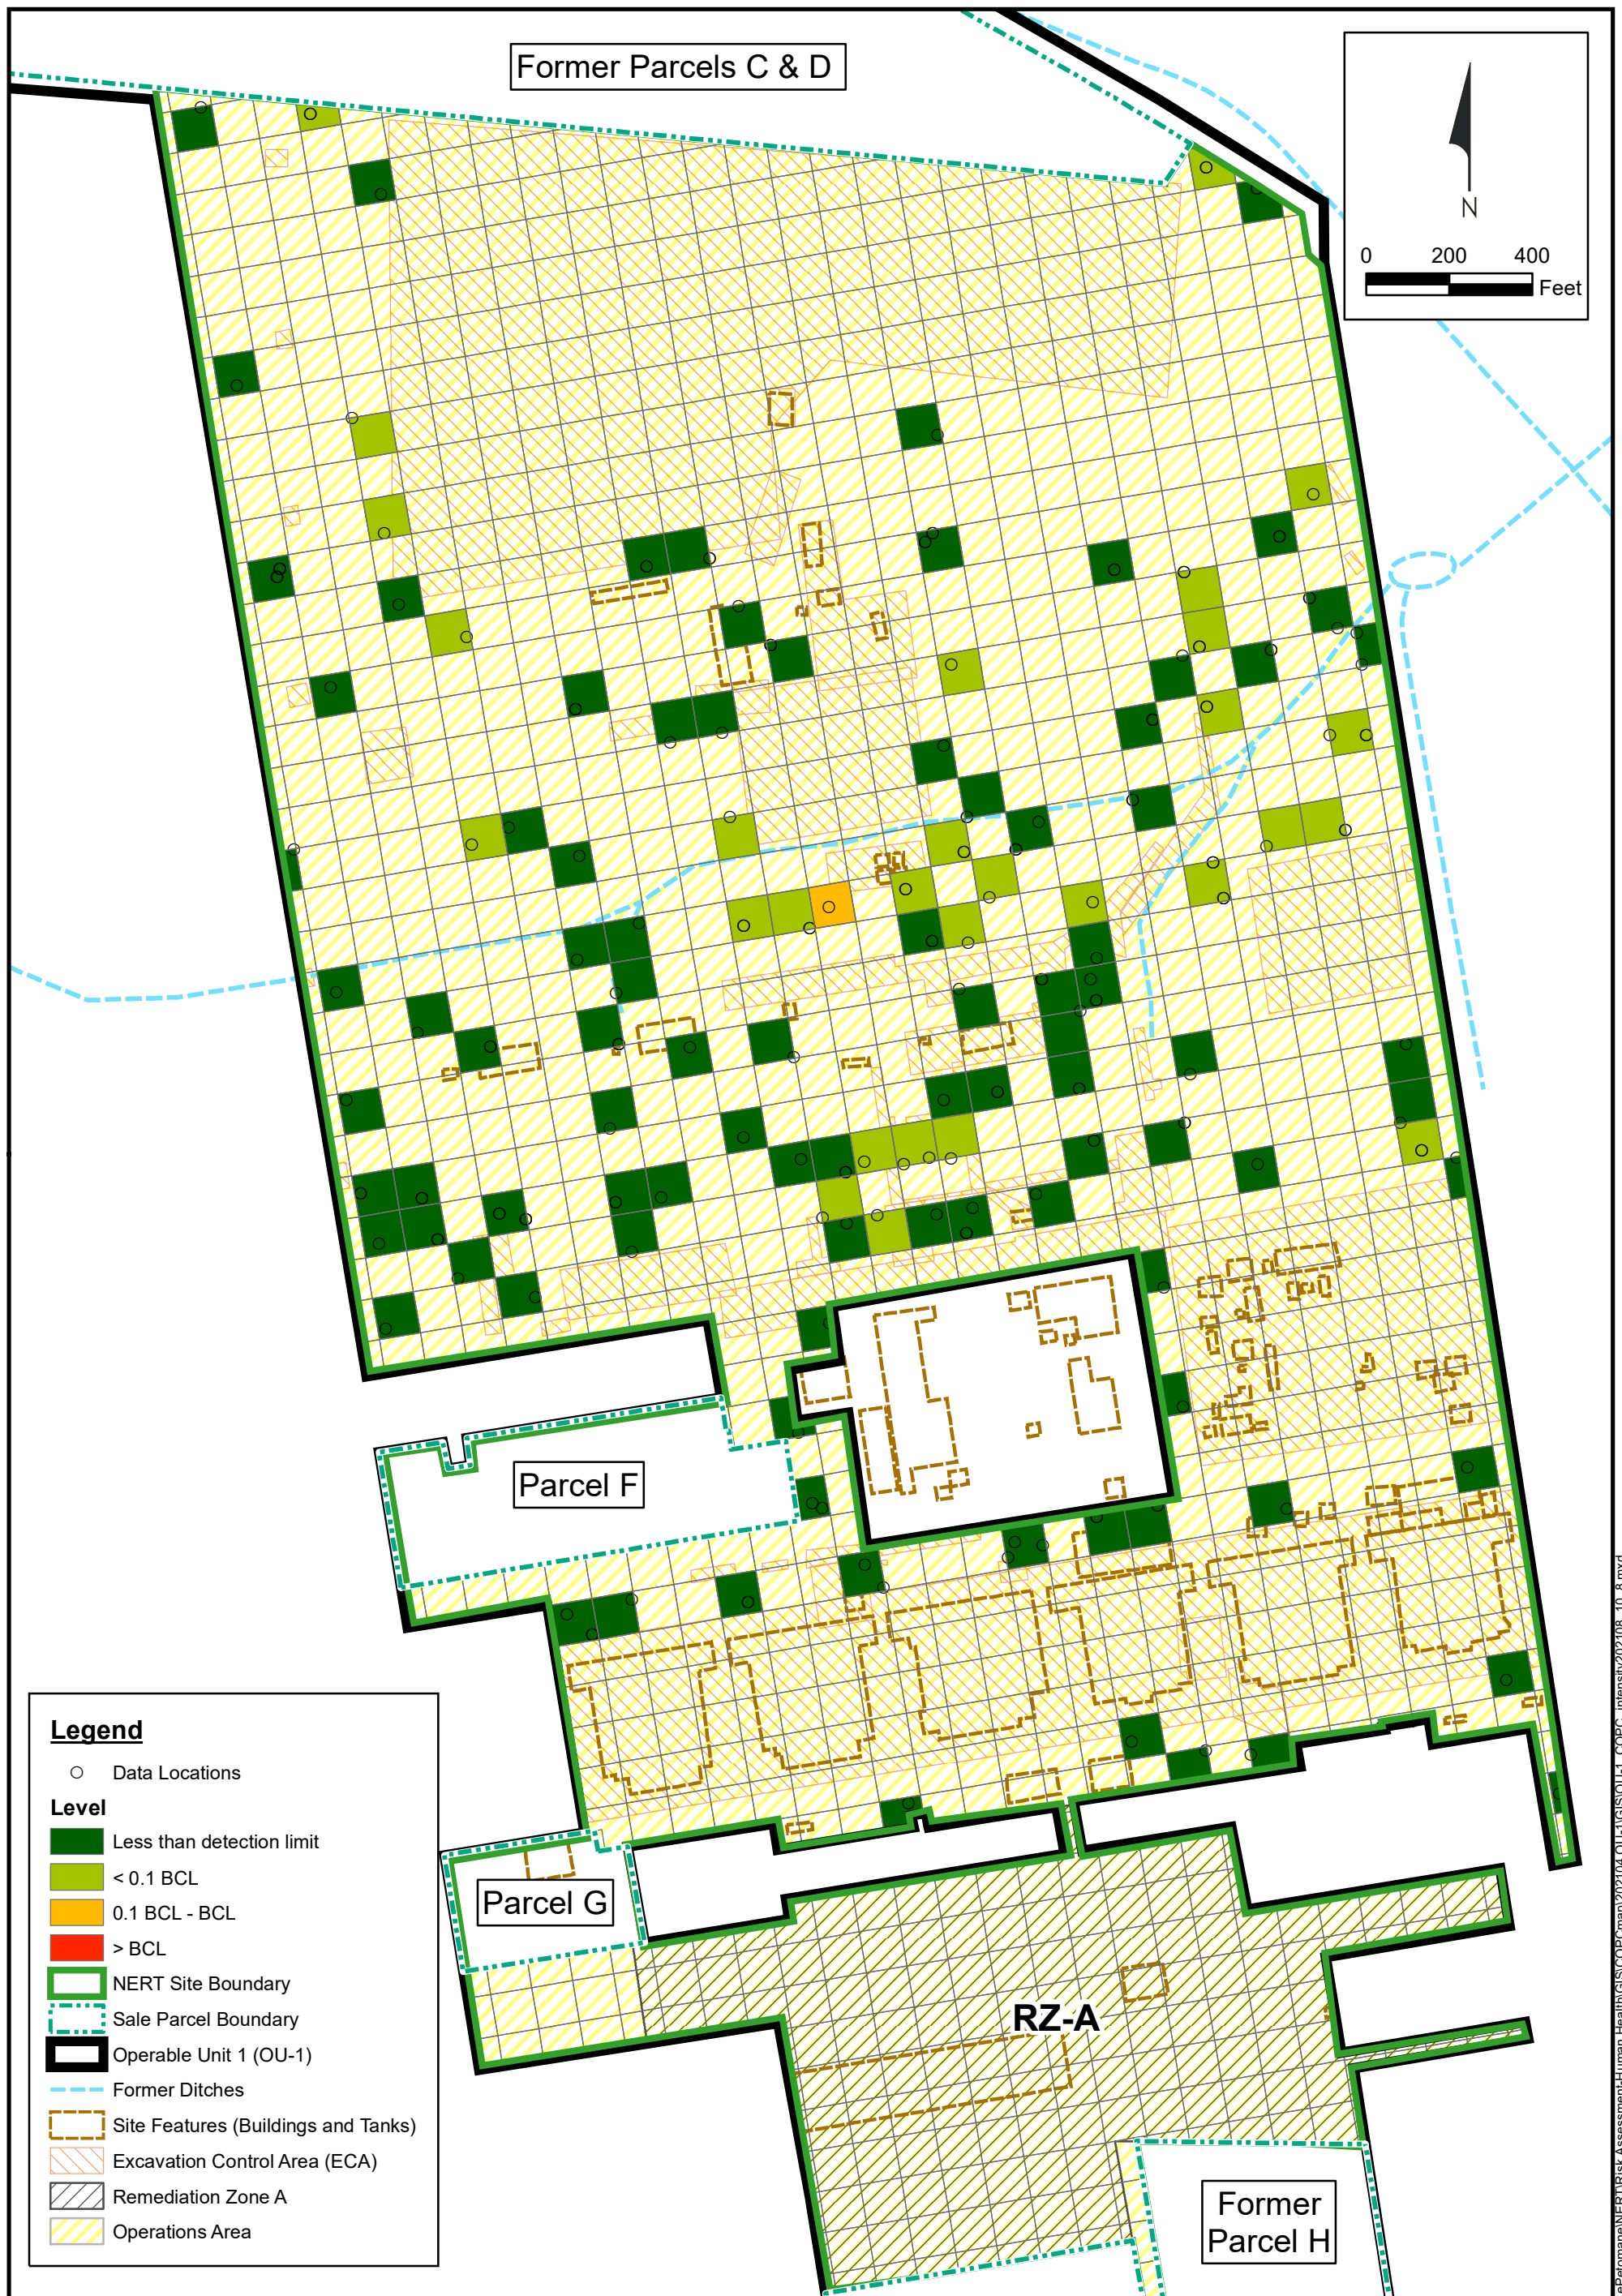 Former Parcels C & D
N
0 200 400
Feet
Parcel F
Parcel G
RZ-A
Former
Parcel H
Legend
Data Locations
Level
Less than detection limit
< 0.1 BCL
0.1 BCL - BCL
> BCL
NERT Site Boundary
Sale Parcel Boundary
Operable Unit 1 (OU-1)
Former Ditches
Site Features (Buildings and Tanks)
Excavation Control Area (ECA)
Remediation Zone A
Operations Area